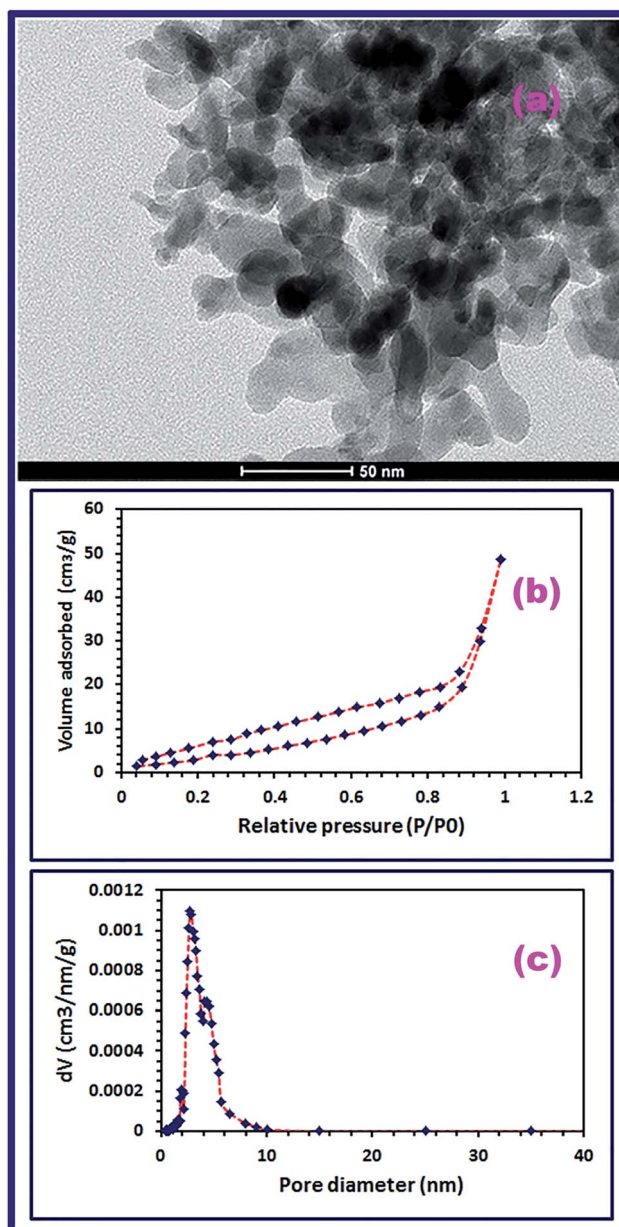 (a)
50 nm
60
50
40
30
20
10
0
Volume adsorbed (cm3/g)
(b)
0 0.2 0.4 0.6 0.8 1 1.2
Relative pressure (P/P0)
0.0012
0.001
0.0008
0.0006
0.0004
0.0002
0
dV (cm3/nm/g)
(c)
0 10 20 30 40
Pore diameter (nm)